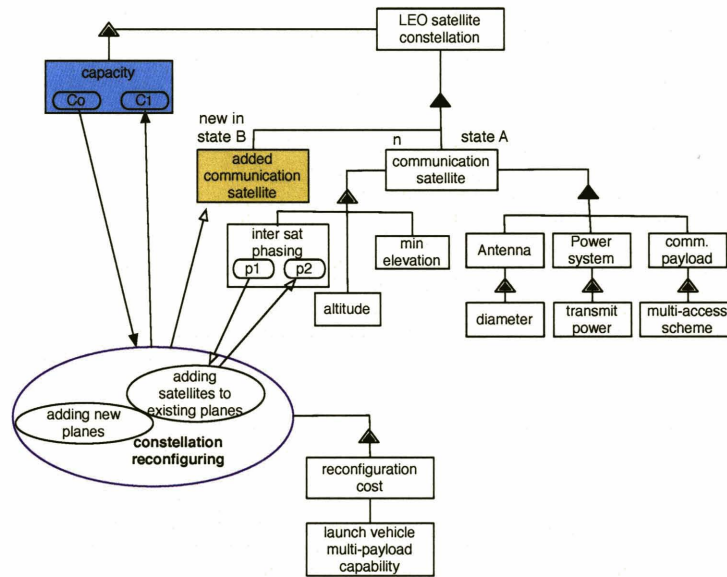 LEO satellite
constellation
capacity
Co
C1
new in
state B
n
state A
added
communication
satellite
communication
satellite
inter sat
phasing
p1
p2
min
elevation
Antenna
Power
system
comm.
payload
altitude
diameter
transmit
power
multi-access
scheme
adding
satellites to
existing planes
adding new
planes
constellation
reconfiguring
reconfiguration
cost
launch vehicle
multi-payload
capability